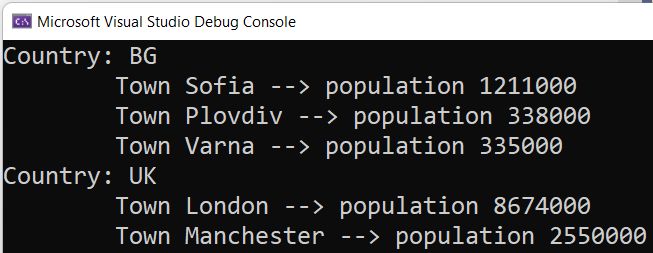 Microsoft Visual Studio Debug Console
Country: BG
Town Sofia --> population 1211000
Town Plovdiv --> population 338000
Town Varna --> population 335000
Country: UK
Town London --> population 8674000
Town Manchester --> population 2550000